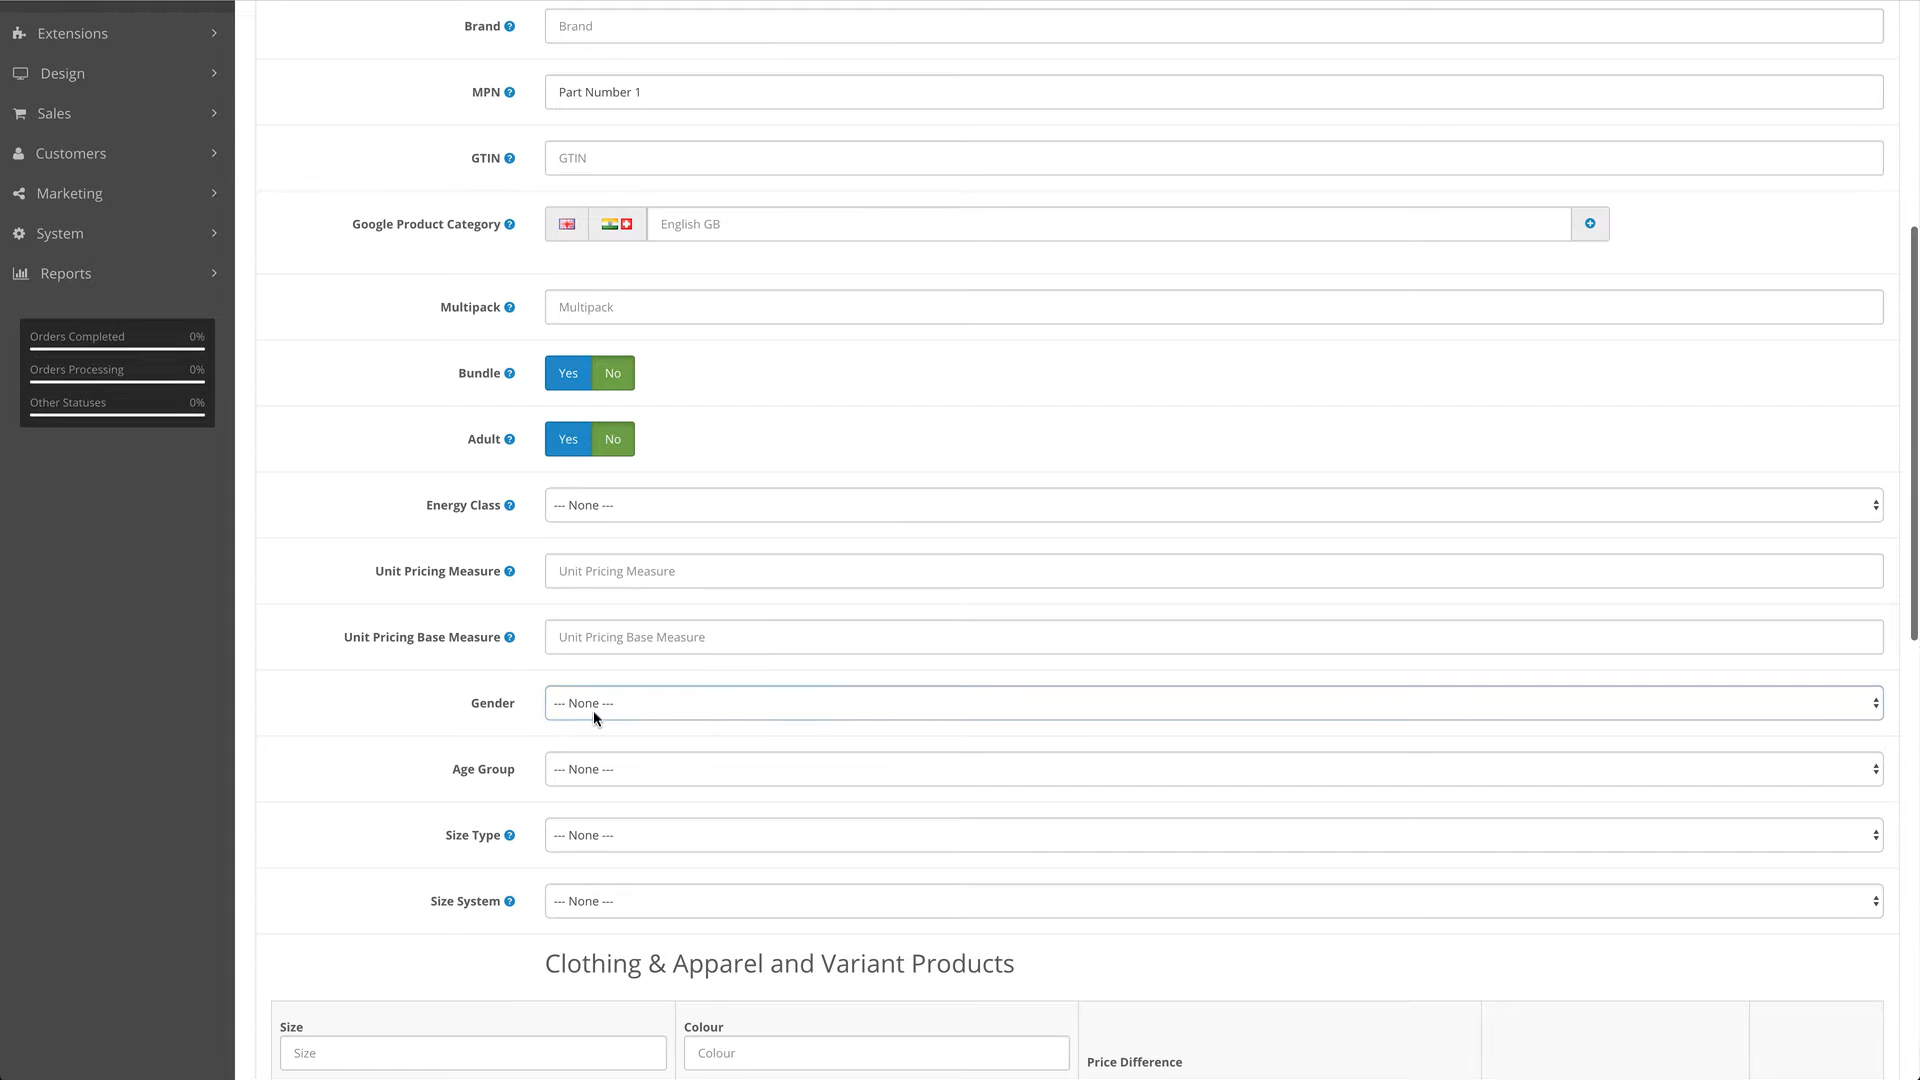 Extensions
Design
Sales
Customers
Marketing
System
Reports
Orders Completed 0%
Orders Processing 0%
Other Statuses 0%
Brand Brand
MPN Part Number 1
GTIN GTIN
Google Product Category English GB
Multipack Multipack
Bundle Yes No
Adult Yes No
Energy Class --- None ---
Unit Pricing Measure Unit Pricing Measure
Unit Pricing Base Measure Unit Pricing Base Measure
Gender --- None ---
Age Group --- None ---
Size Type --- None ---
Size System --- None ---
Clothing & Apparel and Variant Products
Size Colour
Size Colour
Price Difference